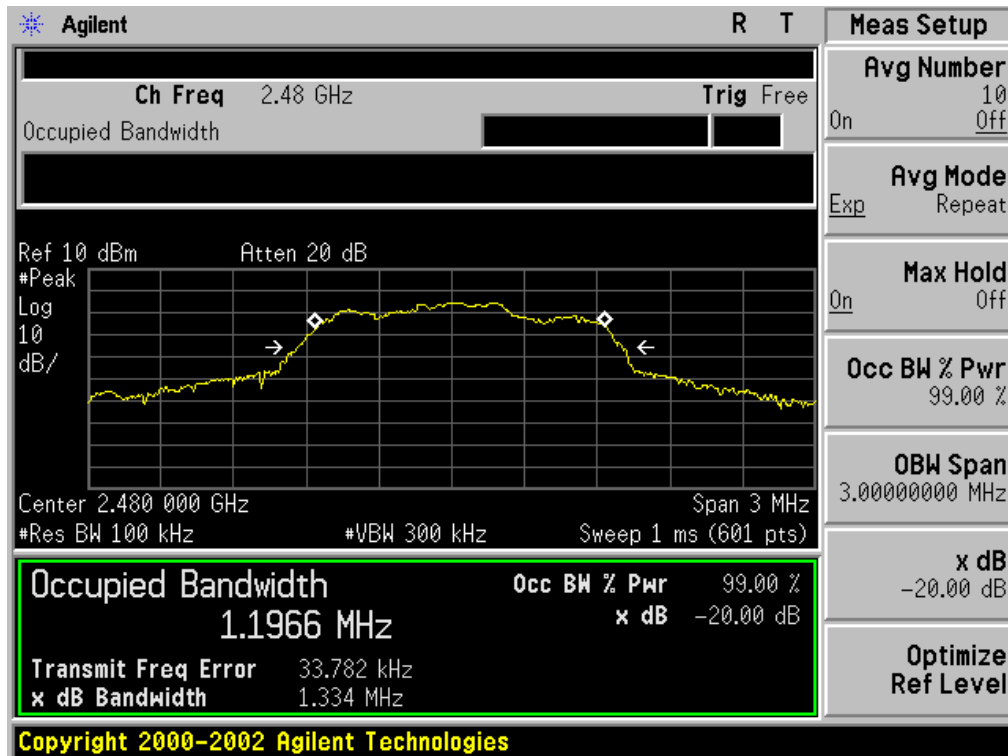 Agilent R T
Ch Freq 2.48 GHz Trig Free
Occupied Bandwidth
Ref 10 dBm Atten 20 dB
#Peak
Log
10
dB/
Center 2.480 000 GHz Span 3 MHz
#Res BW 100 kHz #VBW 300 kHz Sweep 1 ms (601 pts)
Occupied Bandwidth
1.1966 MHz
Occ BW % Pwr 99.00 %
x dB -20.00 dB
Transmit Freq Error 33.782 kHz
x dB Bandwidth 1.334 MHz
Copyright 2000-2002 Agilent Technologies
Meas Setup
Avg Number
10
On Off
Avg Mode
Exp Repeat
Max Hold
On Off
Occ BW % Pwr
99.00 %
OBW Span
3.00000000 MHz
x dB
-20.00 dB
Optimize
Ref Level